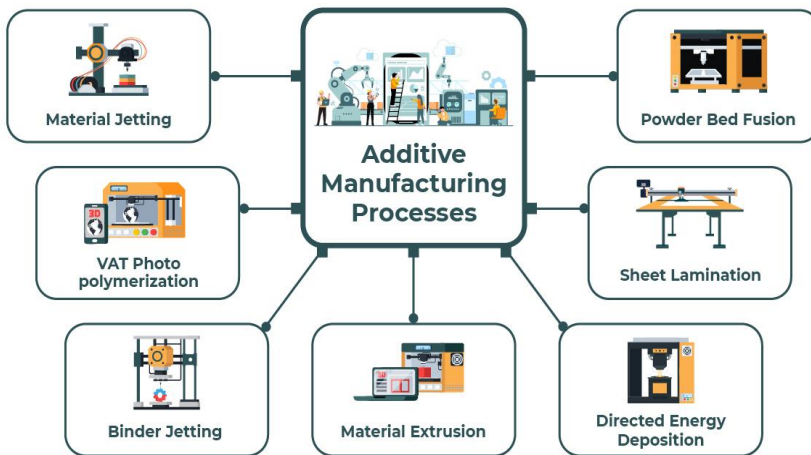 Additive
Manufacturing
Processes
Material Jetting
Powder Bed Fusion
VAT Photo
polymerization
3D
Sheet Lamination
Binder Jetting
Material Extrusion
Directed Energy
Deposition